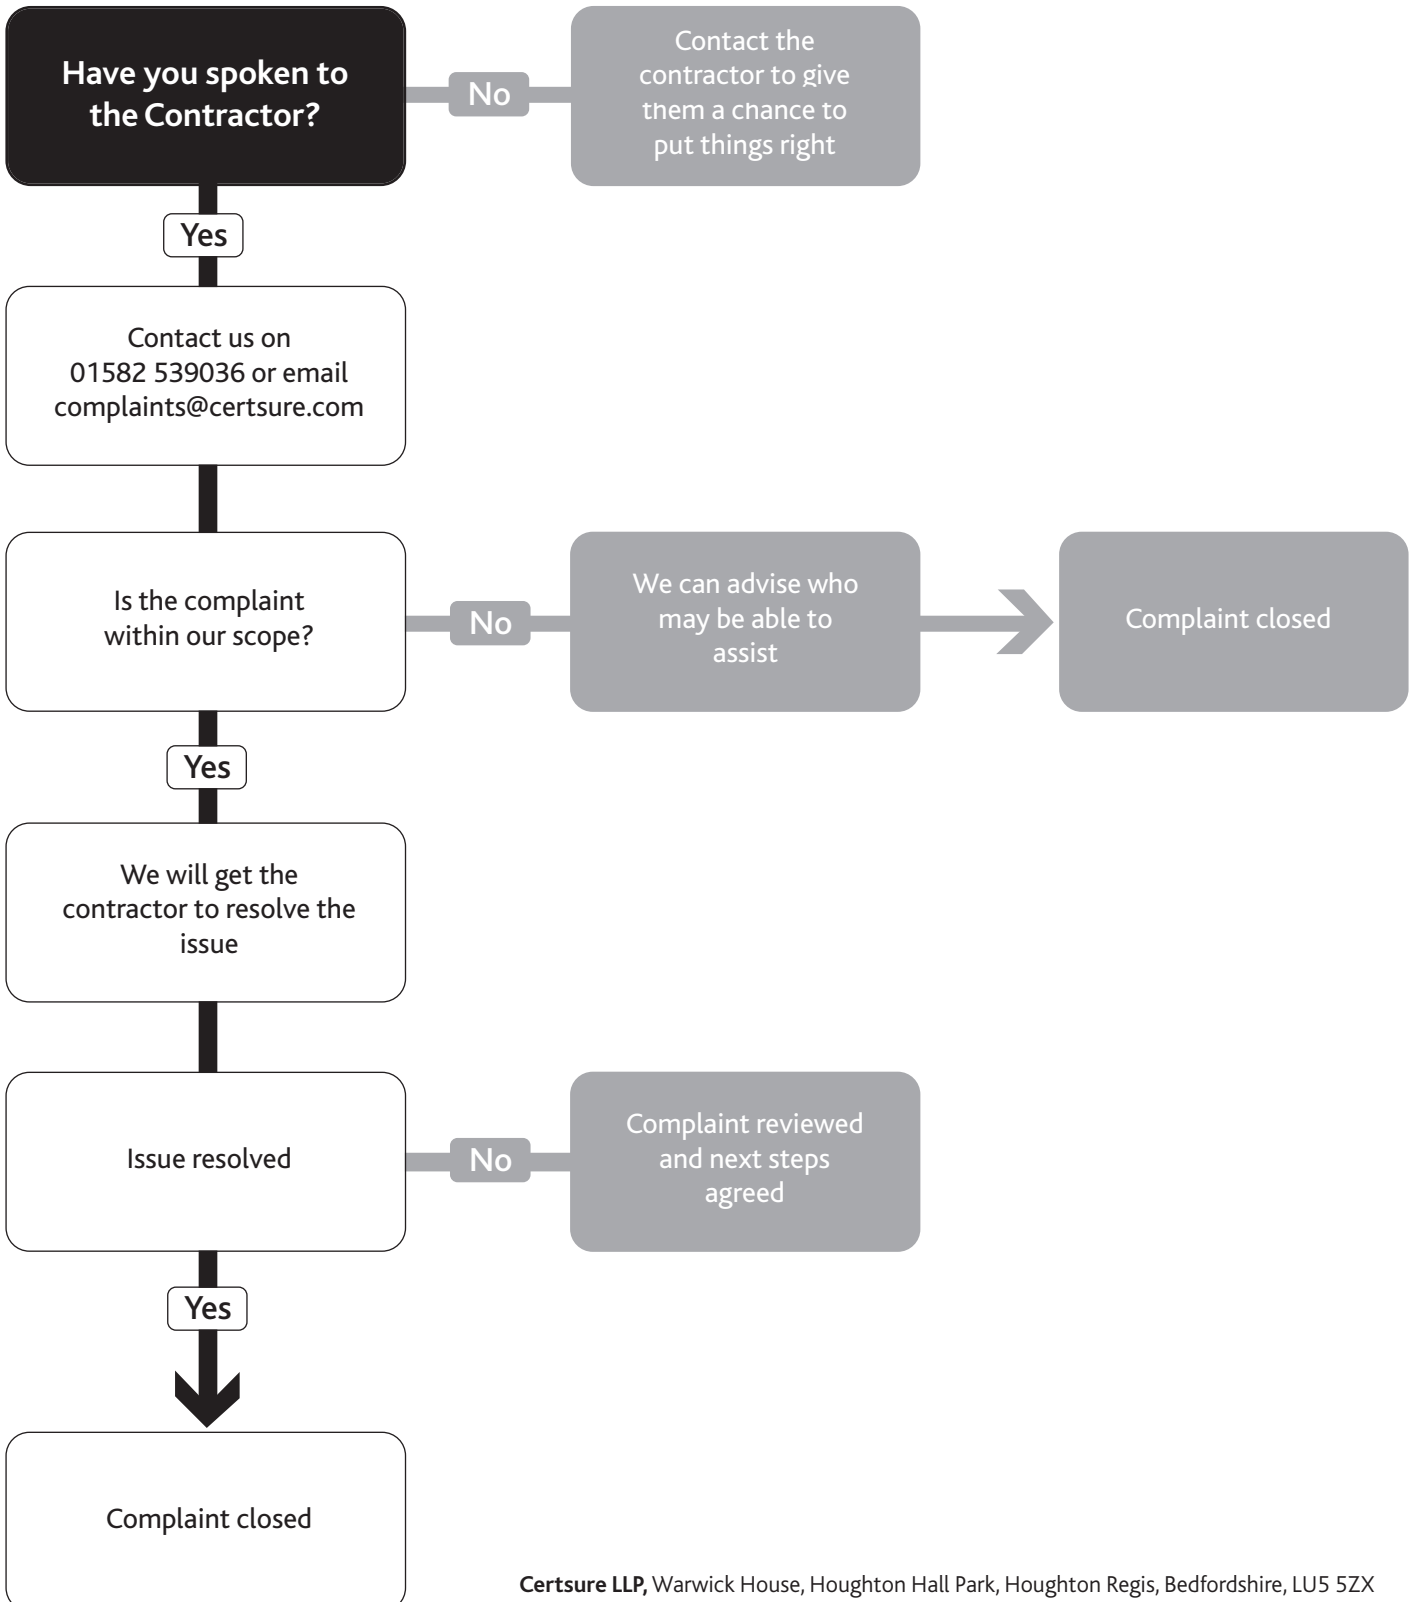 Have you spoken to
the Contractor?
No
Contact the
contractor to give
them a chance to
put things right
Yes
Contact us on
01582 539036 or email
complaints@certsure.com
Is the complaint
within our scope?
No
We can advise who
may be able to
assist
Complaint closed
Yes
We will get the
contractor to resolve the
issue
Issue resolved
No
Complaint reviewed
and next steps
agreed
Yes
Complaint closed
Certsure LLP, Warwick House, Houghton Hall Park, Houghton Regis, Bedfordshire, LU5 5ZX